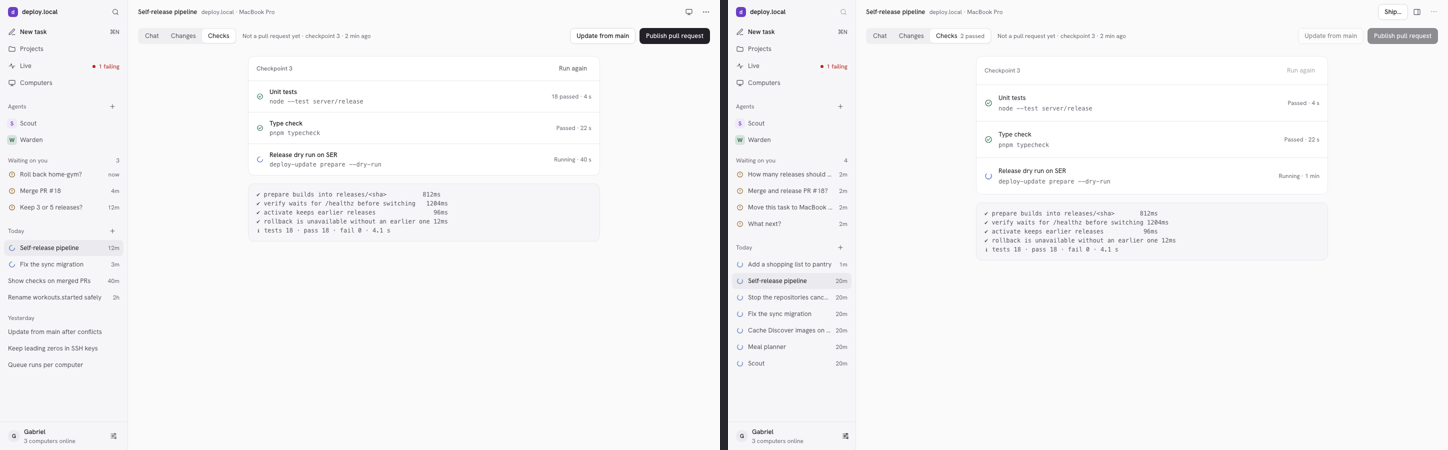 d deploy.local
New task ⌘N
Projects
Live 1 failing
Computers
Agents
S Scout
W Warden
Waiting on you 3
Roll back home-gym? now
Merge PR #18 4m
Keep 3 or 5 releases? 12m
Today
Self-release pipeline 12m
Fix the sync migration 3m
Show checks on merged PRs 40m
Rename workouts.started safely 2h
Yesterday
Update from main after conflicts
Keep leading zeros in SSH keys
Queue runs per computer
G Gabriel
3 computers online
Self-release pipeline deploy.local · MacBook Pro
Chat Changes Checks Not a pull request yet · checkpoint 3 · 2 min ago Update from main Publish pull request
Checkpoint 3 Run again
Unit tests
node --test server/release 18 passed · 4 s
Type check
pnpm typecheck Passed · 22 s
Release dry run on SER
deploy-update prepare --dry-run Running · 40 s
✔ prepare builds into releases/<sha> 812ms
✔ verify waits for /healthz before switching 1204ms
✔ activate keeps earlier releases 96ms
✔ rollback is unavailable without an earlier one 12ms
ℹ tests 18 · pass 18 · fail 0 · 4.1 s
d deploy.local
New task
Projects
Live 1 failing
Computers
Agents
S Scout
W Warden
Waiting on you 4
How many releases should ... 2m
Merge and release PR #18? 2m
Move this task to MacBook ... 2m
What next? 2m
Today
Add a shopping list to pantry 1m
Self-release pipeline 20m
Stop the repositories canc... 20m
Fix the sync migration 20m
Cache Discover images on ... 20m
Meal planner 20m
Scout 20m
G Gabriel
3 computers online
Self-release pipeline deploy.local · MacBook Pro Ship...
Chat Changes Checks 2 passed Not a pull request yet · checkpoint 3 · 2 min ago Update from main Publish pull request
Checkpoint 3 Run again
Unit tests
node --test server/release Passed · 4 s
Type check
pnpm typecheck Passed · 22 s
Release dry run on SER
deploy-update prepare --dry-run Running · 1 min
✔ prepare builds into releases/<sha> 812ms
✔ verify waits for /healthz before switching 1204ms
✔ activate keeps earlier releases 96ms
✔ rollback is unavailable without an earlier one 12ms
ℹ tests 18 · pass 18 · fail 0 · 4.1 s